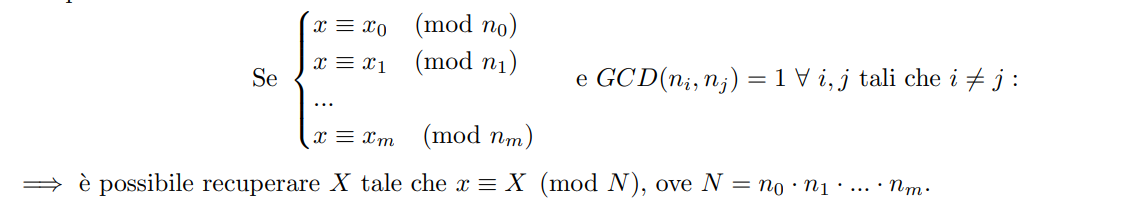 Se { x ≡ x₀ (mod n₀)
x ≡ x₁ (mod n₁)
...
x ≡ xₘ (mod nₘ)
e GCD(nᵢ, nⱼ) = 1 ∀ i, j tali che i ≠ j :
⟹ è possibile recuperare X tale che x ≡ X (mod N), ove N = n₀ · n₁ · ... · nₘ.